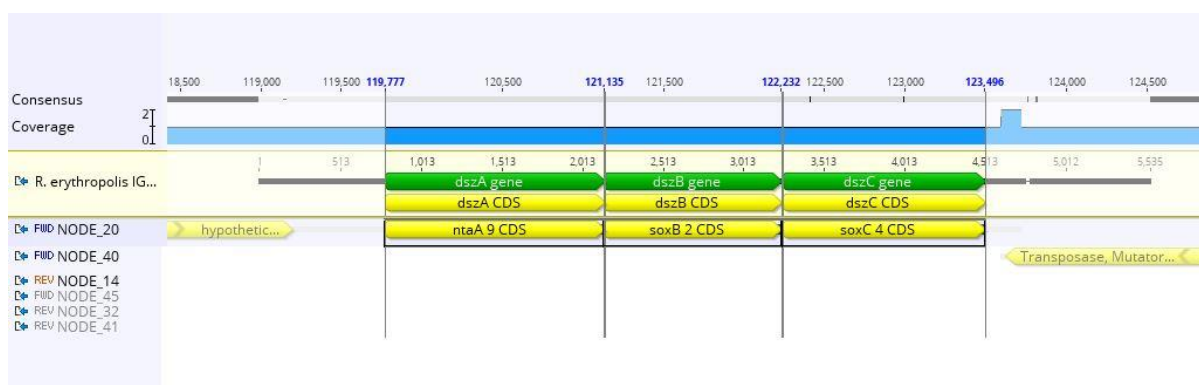 18,500 119,000 119,500 119,777 120,500 121,135 121,500 122,232 122,500 123,000 123,496 124,000 124,500
Consensus
Coverage 2 0
1 513 1,013 1,513 2,013 2,513 3,013 3,513 4,013 4,513 5,012 5,535
R. erythropolis IG... dszA gene dszB gene dszC gene
dszA CDS dszB CDS dszC CDS
FWD NODE_20 hypothetic... ntaA 9 CDS soxB 2 CDS soxC 4 CDS
FWD NODE_40 Transposase, Mutator...
REV NODE_14
FWD NODE_45
REV NODE_32
REV NODE_41